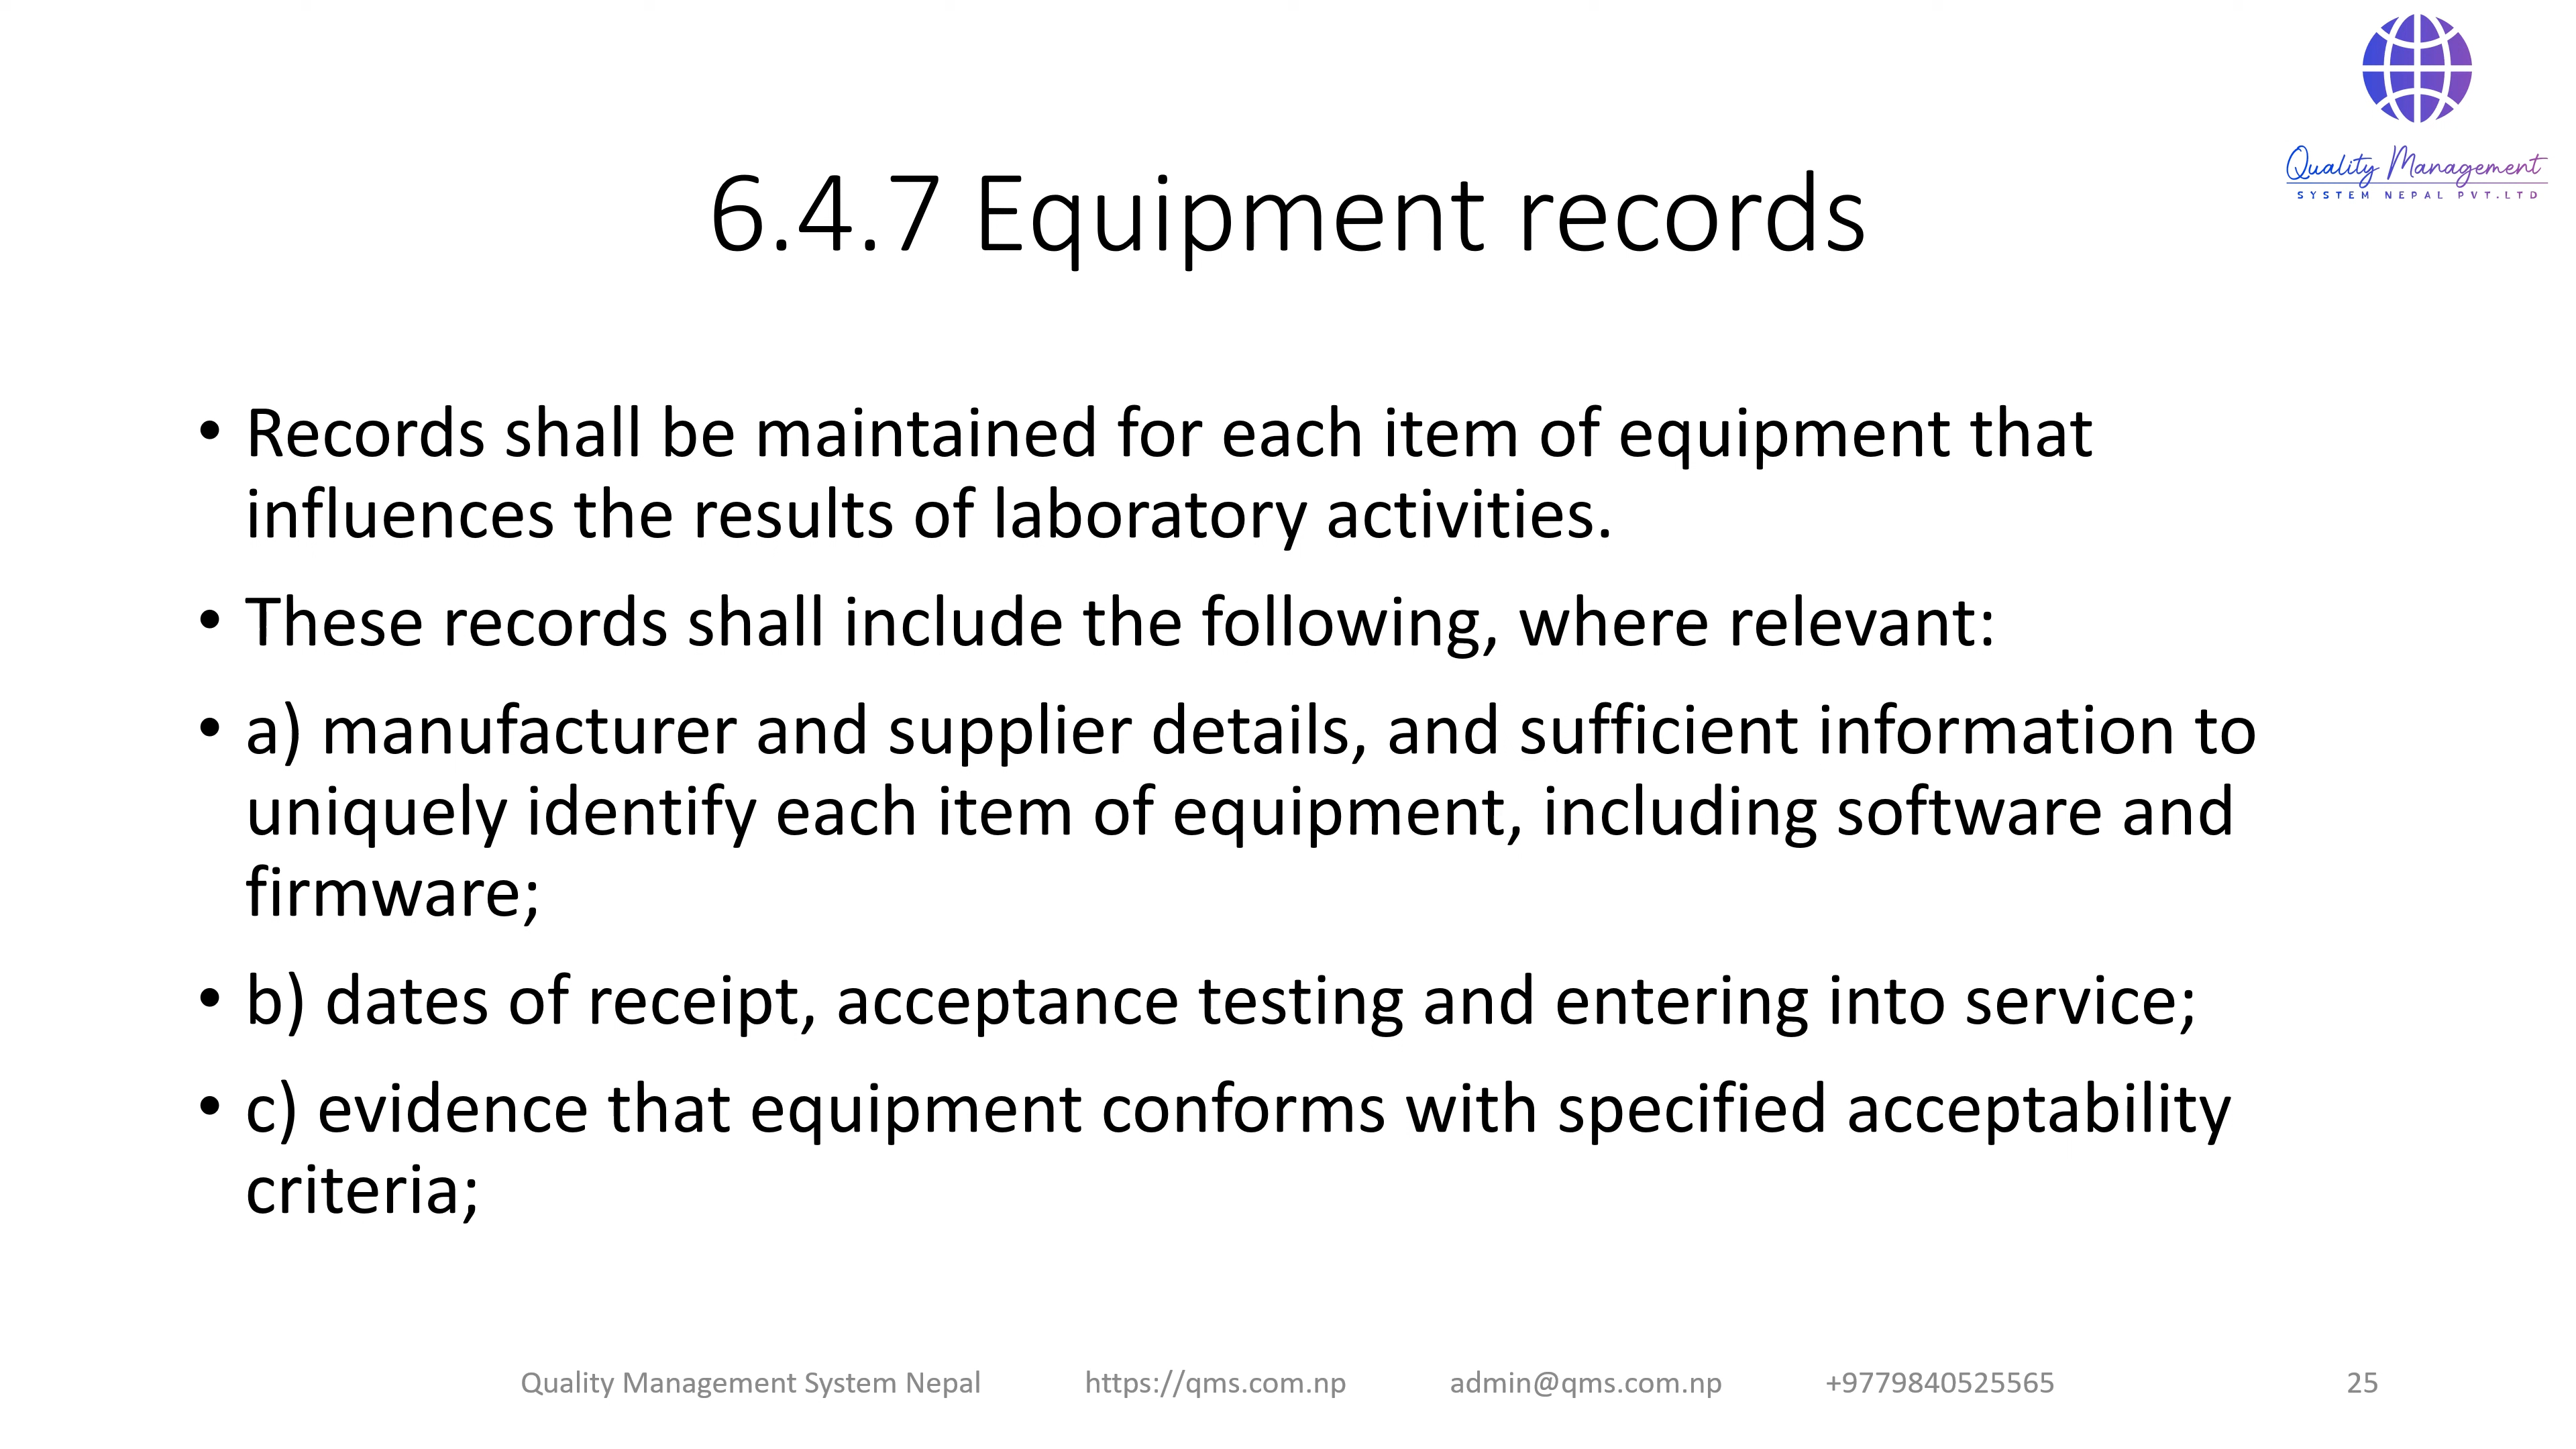 Quality Management
SYSTEM NEPAL PVT.LTD
6.4.7 Equipment records
• Records shall be maintained for each item of equipment that
influences the results of laboratory activities.
• These records shall include the following, where relevant:
• a) manufacturer and supplier details, and sufficient information to
uniquely identify each item of equipment, including software and
firmware;
• b) dates of receipt, acceptance testing and entering into service;
• c) evidence that equipment conforms with specified acceptability
criteria;
Quality Management System Nepal https://qms.com.np admin@qms.com.np +9779840525565 25